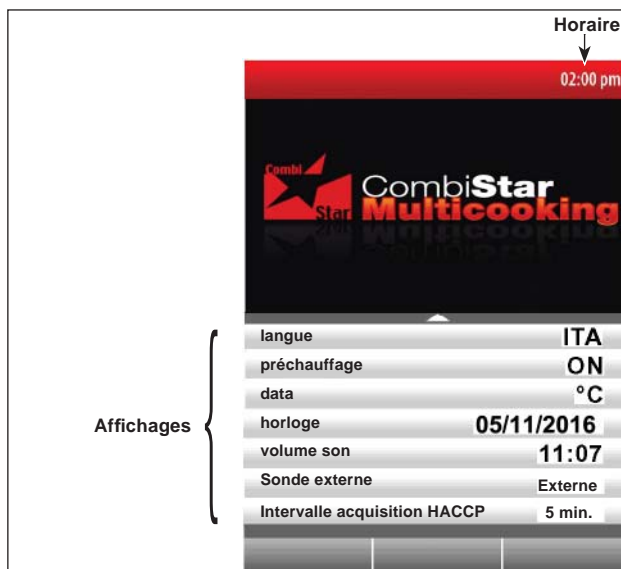 Horaire
02:00 pm
Combi
Star
CombiStar
Multicooking
langue ITA
préchauffage ON
data °C
horloge 05/11/2016
volume son 11:07
Sonde externe Externe
Intervalle acquisition HACCP 5 min.
Affichages